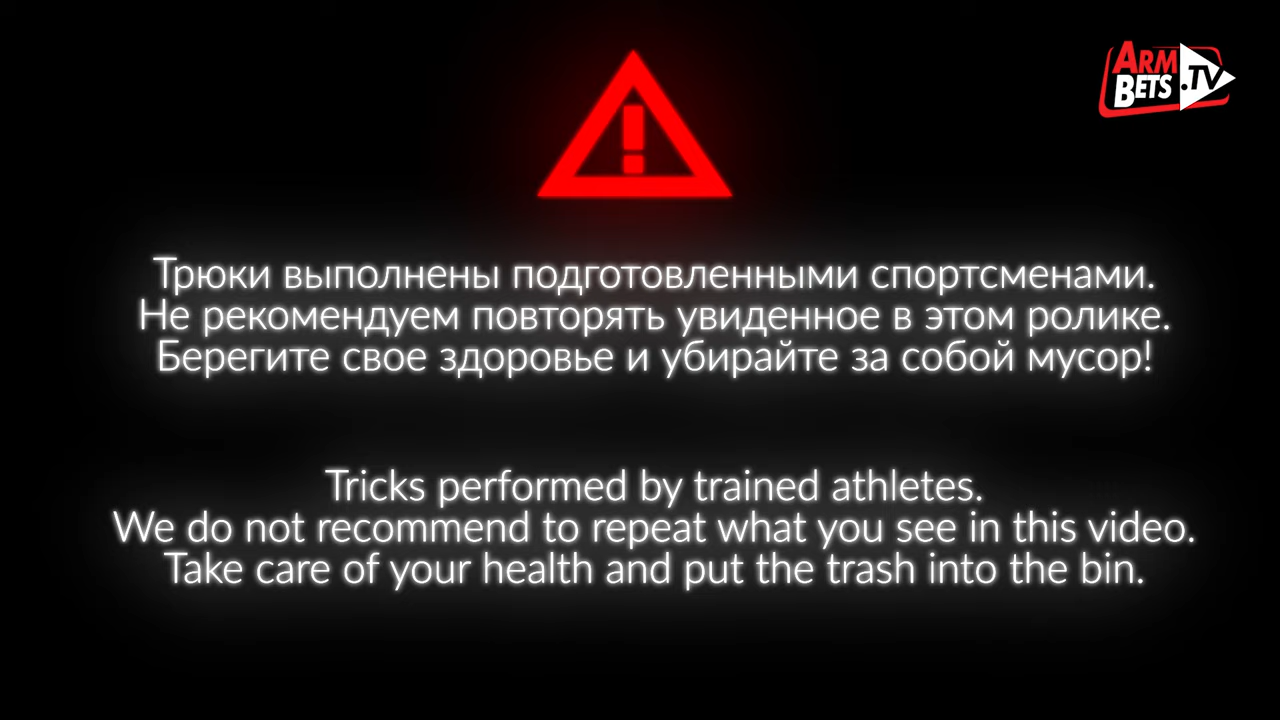 ARM
BETS .TV
Трюки выполнены подготовленными спортсменами.
Не рекомендуем повторять увиденное в этом ролике.
Берегите свое здоровье и убирайте за собой мусор!
Tricks performed by trained athletes.
We do not recommend to repeat what you see in this video.
Take care of your health and put the trash into the bin.